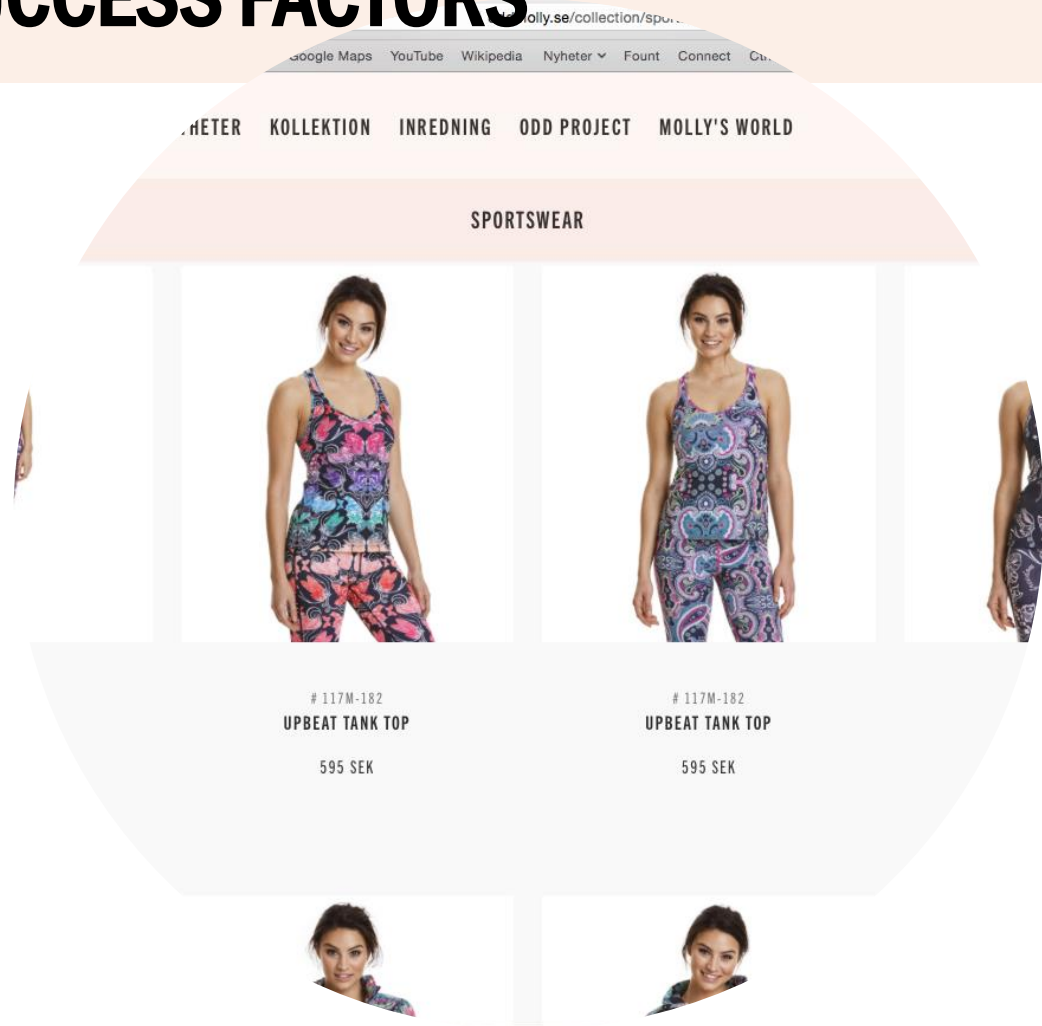 CCESS FACTORS
olly.se/collection/spor
Google Maps YouTube Wikipedia Nyheter Fount Connect
HETER KOLLEKTION INREDNING ODD PROJECT MOLLY'S WORLD
SPORTSWEAR
# 117M-182 # 117M-182
UPBEAT TANK TOP UPBEAT TANK TOP
595 SEK 595 SEK